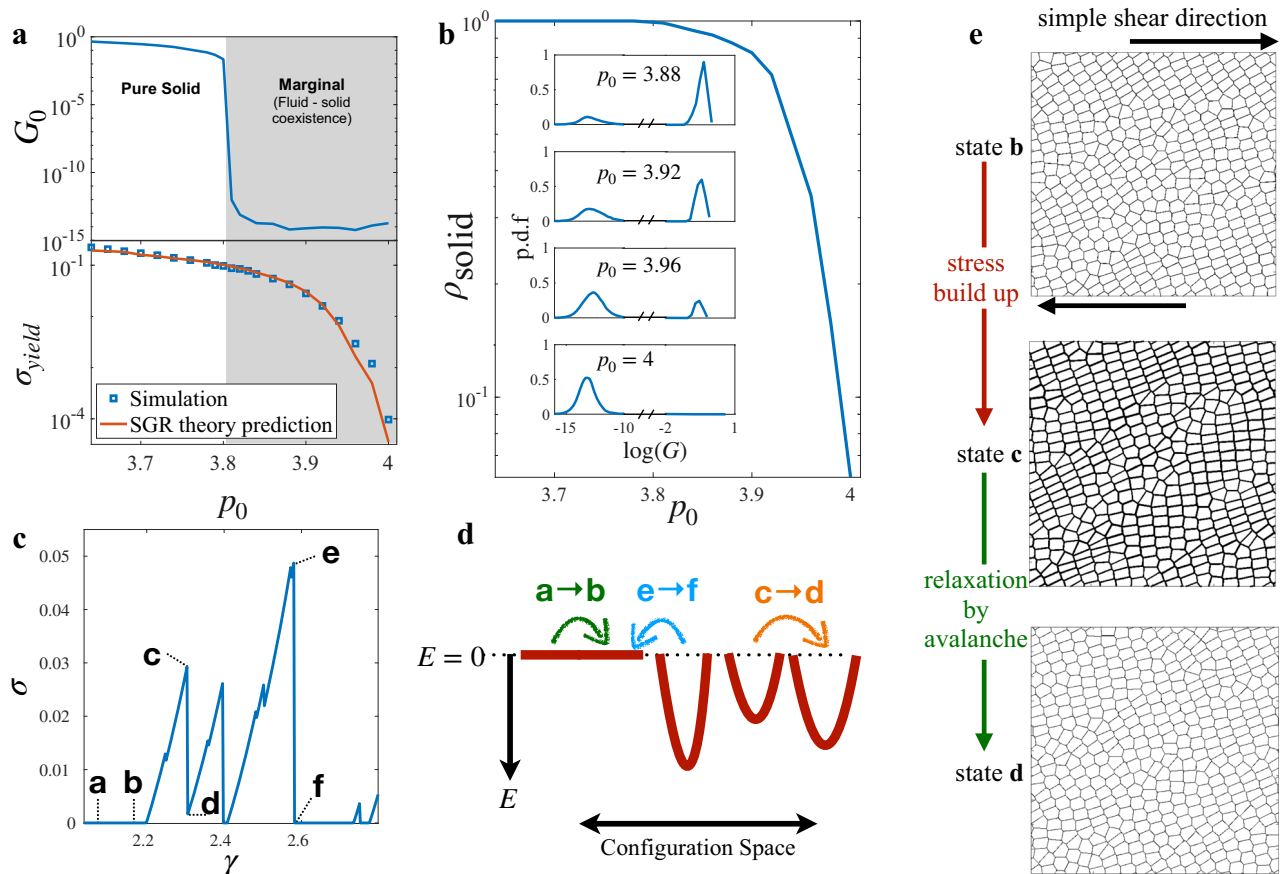 a
10^0
10^-5
10^-10
10^-15
G_0
Pure Solid
Marginal
(Fluid - solid
coexistence)
10^-1
10^-4
σ_yield
Simulation
SGR theory prediction
3.7
3.8
3.9
4
p_0
b
10^0
10^-1
ρ_solid
p.d.f
1
0.5
0
p_0 = 3.88
1
0.5
0
p_0 = 3.92
1
0.5
0
p_0 = 3.96
1
0.5
0
p_0 = 4
-15
-10
-2
1
log(G)
3.7
3.8
3.9
4
p_0
c
0.05
0.04
0.03
0.02
0.01
0
σ
a
b
c
d
e
f
2.2
2.4
2.6
γ
d
a→b
e→f
c→d
E = 0
E
Configuration Space
e
simple shear direction
state b
stress
build up
state c
relaxation
by
avalanche
state d